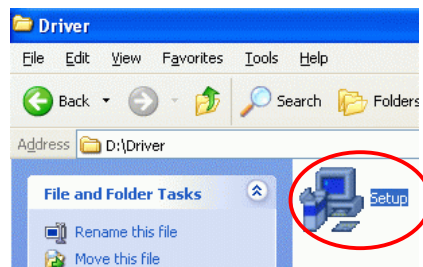 Driver
File Edit View Favorites Tools Help
Back Search Folders
Address D:\Driver
File and Folder Tasks
Setup
Rename this file
Move this file